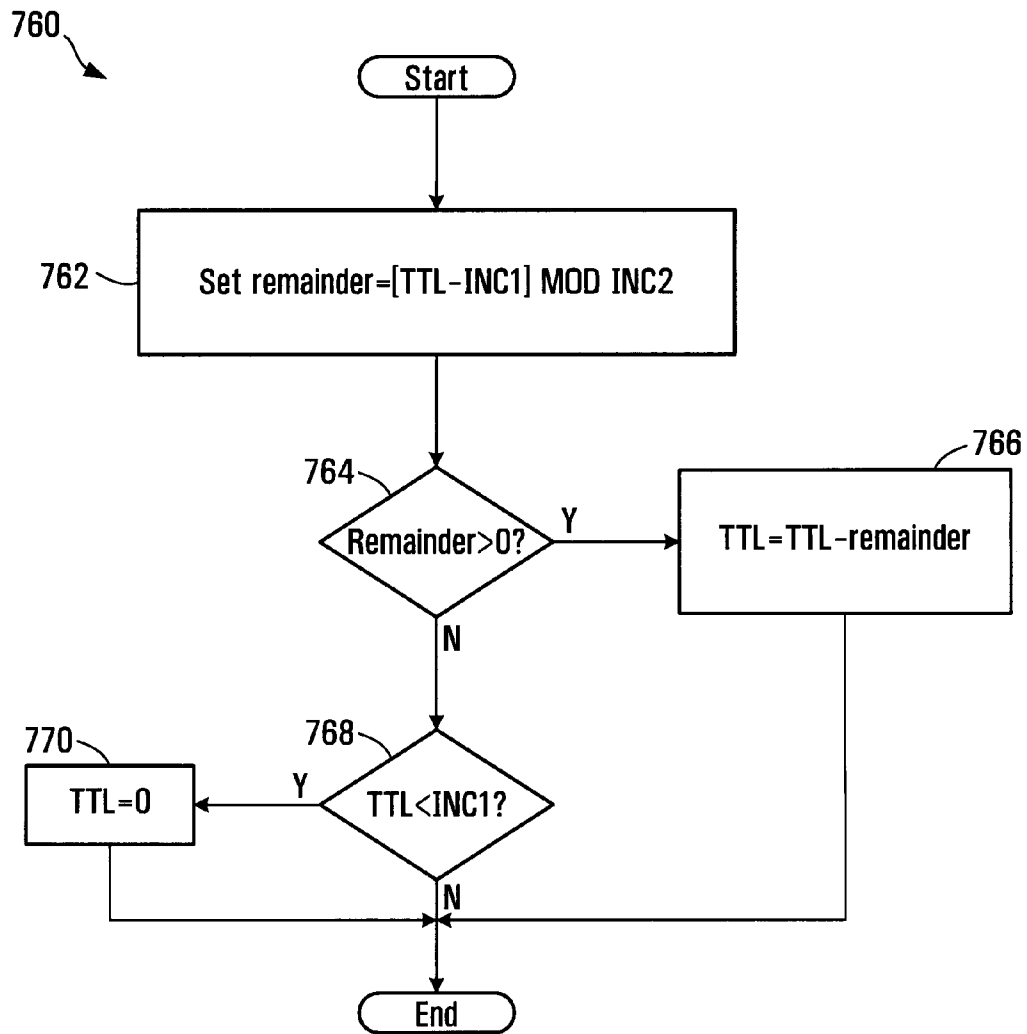 760
Start
762
Set remainder=[TTL-INC1] MOD INC2
764
Remainder>0?
Y
766
TTL=TTL-remainder
N
768
TTL<INC1?
Y
770
TTL=0
N
End